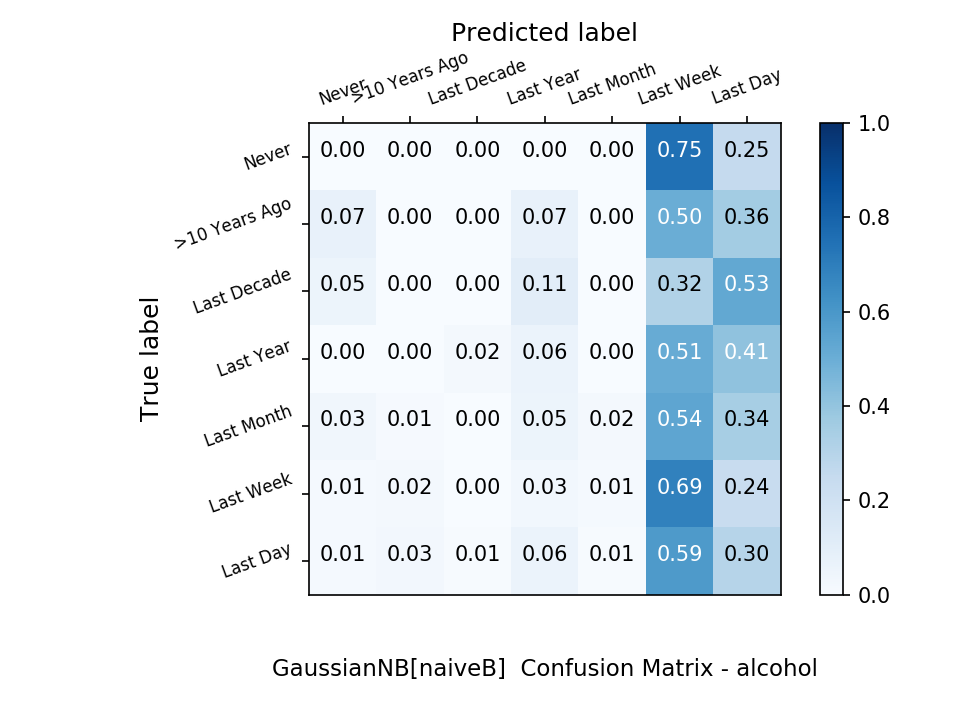 Predicted label
Never >10 Years Ago Last Decade Last Year Last Month Last Week Last Day
True label
Never 0.00 0.00 0.00 0.00 0.00 0.75 0.25
>10 Years Ago 0.07 0.00 0.00 0.07 0.00 0.50 0.36
Last Decade 0.05 0.00 0.00 0.11 0.00 0.32 0.53
Last Year 0.00 0.00 0.02 0.06 0.00 0.51 0.41
Last Month 0.03 0.01 0.00 0.05 0.02 0.54 0.34
Last Week 0.01 0.02 0.00 0.03 0.01 0.69 0.24
Last Day 0.01 0.03 0.01 0.06 0.01 0.59 0.30
1.0
0.8
0.6
0.4
0.2
0.0
GaussianNB[naiveB]  Confusion Matrix - alcohol